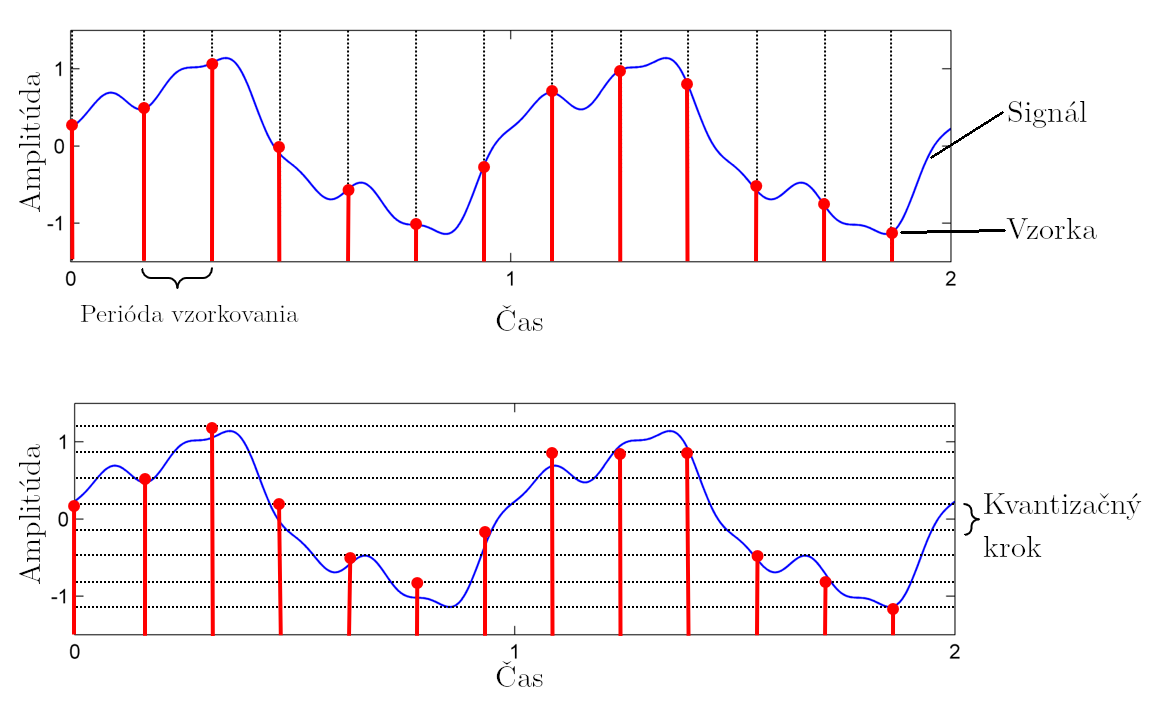 Amplitúda
1
0
-1
Signál
Vzorka
0
1
2
Perióda vzorkovania
Čas
Amplitúda
1
0
-1
Kvantizačný
krok
0
1
2
Čas